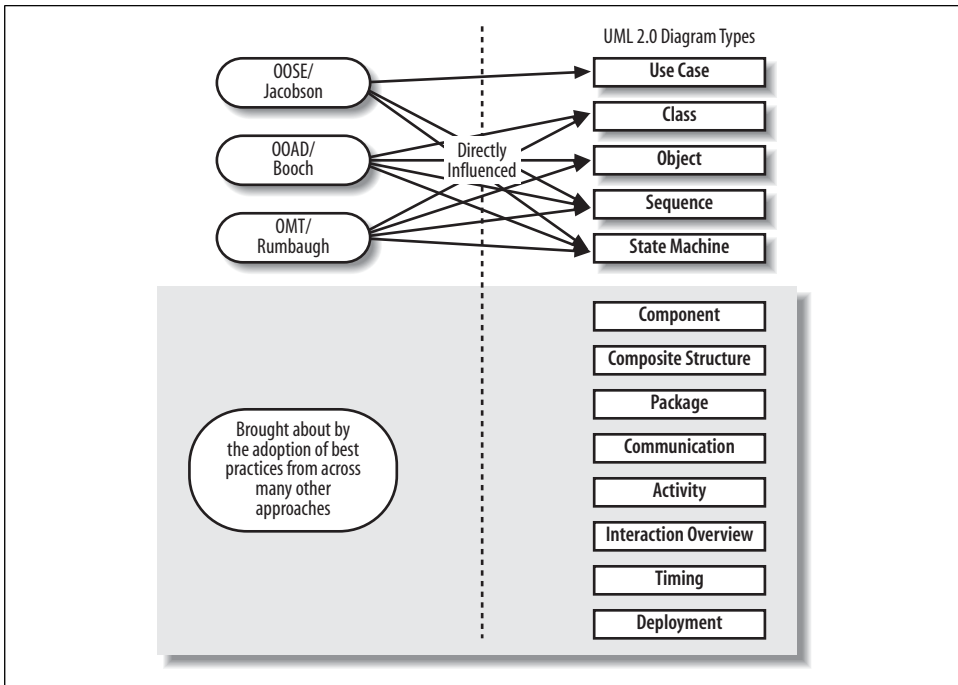 UML 2.0 Diagram Types
OOSE/
Jacobson
OOAD/
Booch
OMT/
Rumbaugh
Directly
Influenced
Use Case
Class
Object
Sequence
State Machine
Brought about by
the adoption of best
practices from across
many other
approaches
Component
Composite Structure
Package
Communication
Activity
Interaction Overview
Timing
Deployment